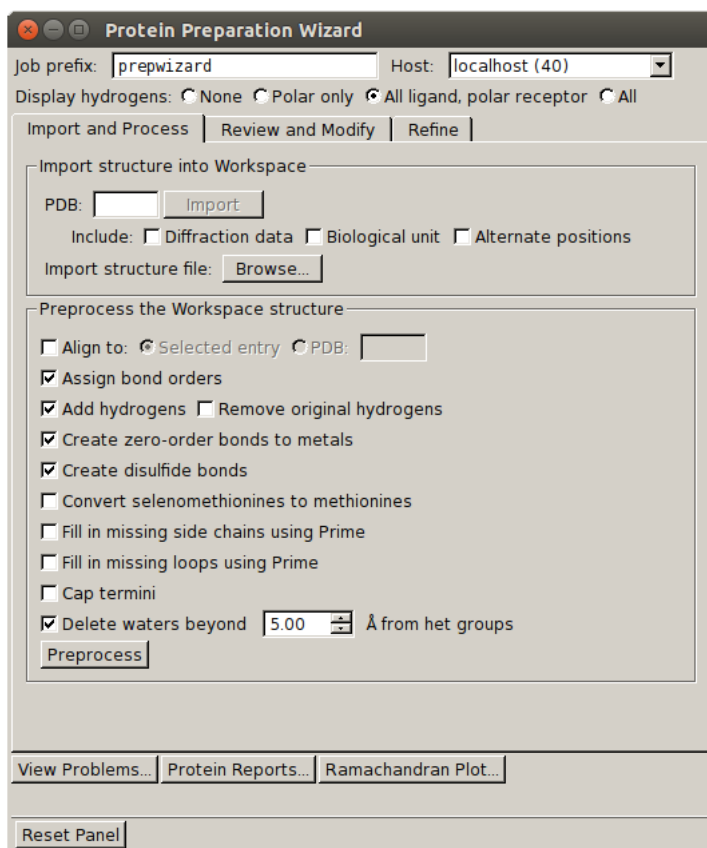 Protein Preparation Wizard
Job prefix: prepwizard Host: localhost (40)
Display hydrogens: None Polar only All ligand, polar receptor All
Import and Process Review and Modify Refine
Import structure into Workspace
PDB: Import
Include: Diffraction data Biological unit Alternate positions
Import structure file: Browse...
Preprocess the Workspace structure
Align to: Selected entry PDB:
Assign bond orders
Add hydrogens Remove original hydrogens
Create zero-order bonds to metals
Create disulfide bonds
Convert selenomethionines to methionines
Fill in missing side chains using Prime
Fill in missing loops using Prime
Cap termini
Delete waters beyond 5.00 Å from het groups
Preprocess
View Problems... Protein Reports... Ramachandran Plot...
Reset Panel